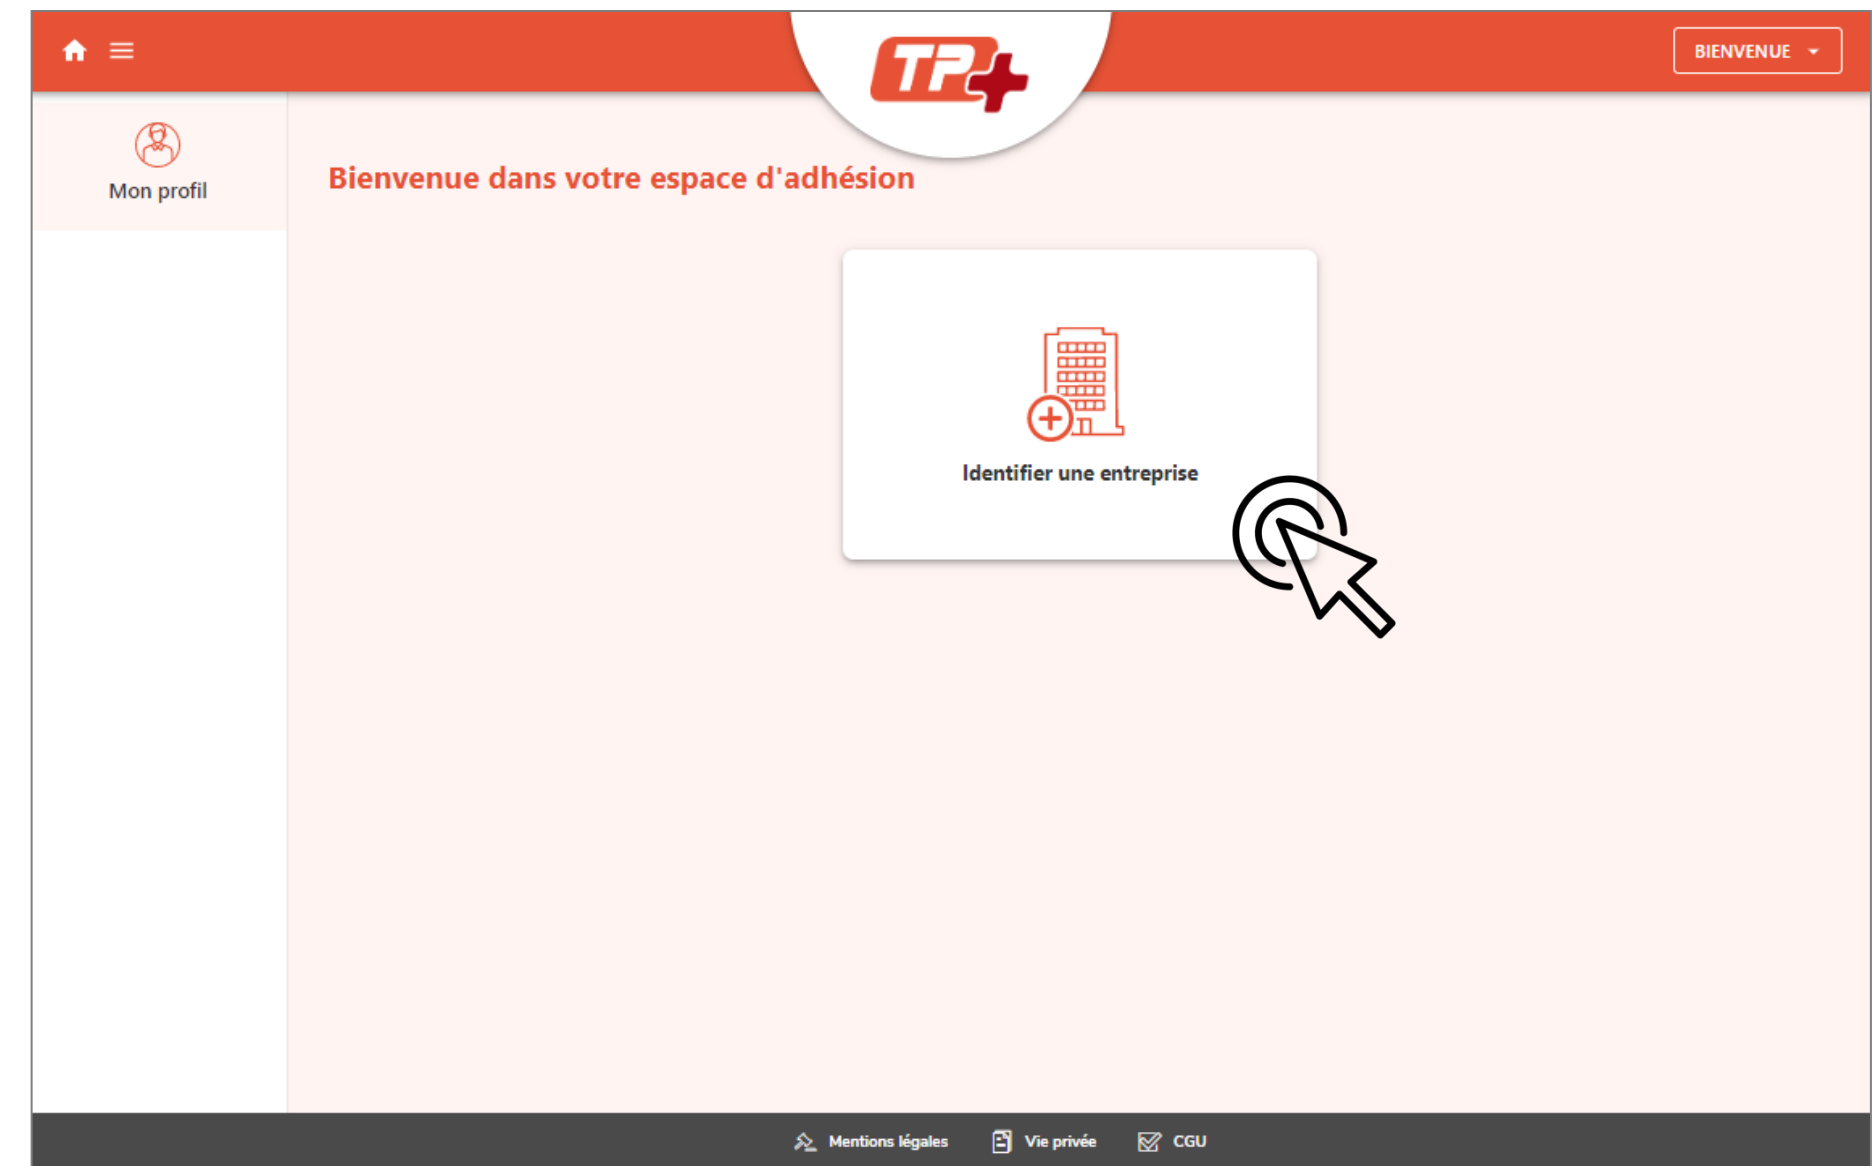 TP+
BIENVENUE
Mon profil
Bienvenue dans votre espace d'adhésion
Identifier une entreprise
Mentions légales
Vie privée
CGU